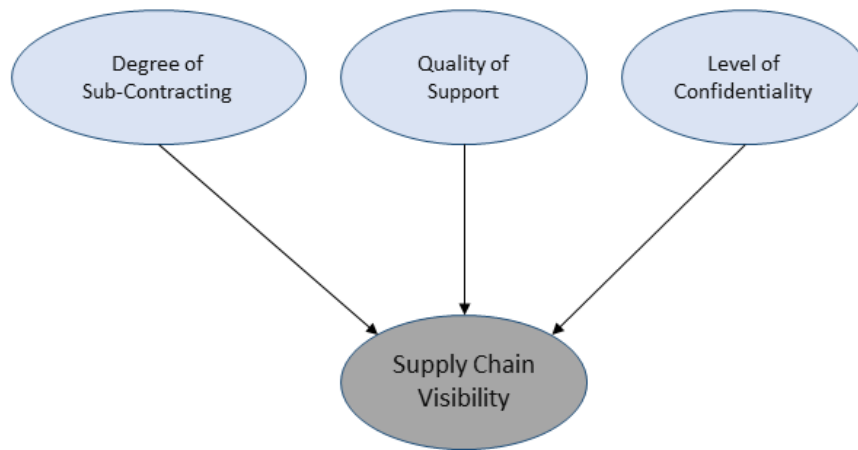 Degree of
Sub-Contracting
Quality of
Support
Level of
Confidentiality
Supply Chain
Visibility